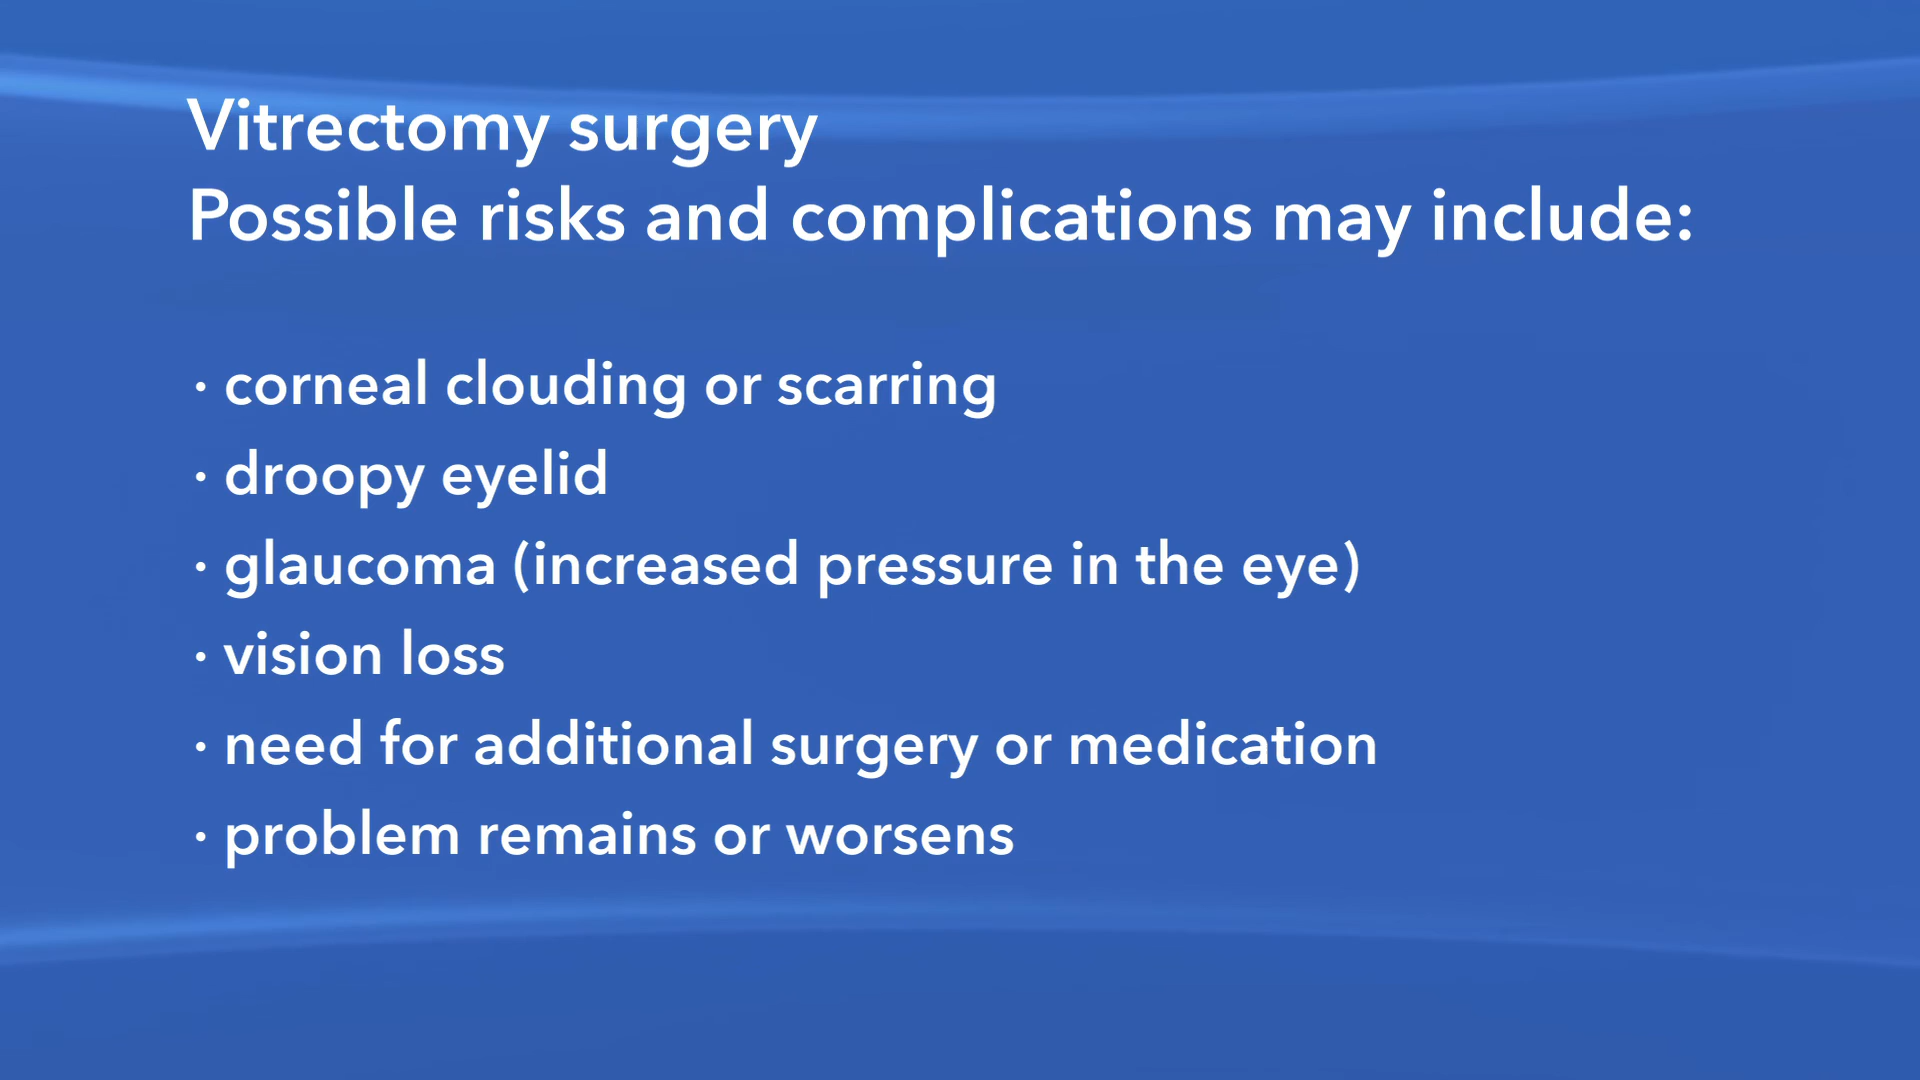 Vitrectomy surgery
Possible risks and complications may include:
· corneal clouding or scarring
· droopy eyelid
· glaucoma (increased pressure in the eye)
· vision loss
· need for additional surgery or medication
· problem remains or worsens